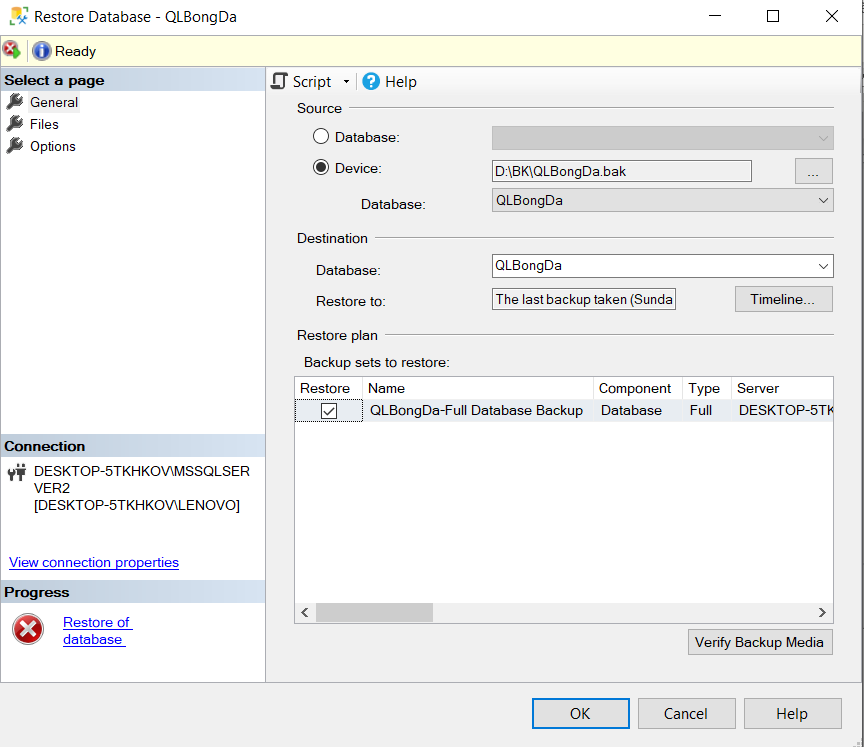 Restore Database - QLBongDa
Ready
Select a page
General
Files
Options
Connection
DESKTOP-5TKHKOV\MSSQLSER
VER2
[DESKTOP-5TKHKOV\LENOVO]
View connection properties
Progress
Restore of
database
Script
Help
Source
Database:
Device:
D:\BK\QLBongDa.bak
...
Database:
QLBongDa
Destination
Database:
QLBongDa
Restore to:
The last backup taken (Sunda
Timeline...
Restore plan
Backup sets to restore:
Restore Name Component Type Server
QLBongDa-Full Database Backup Database Full DESKTOP-5TK
Verify Backup Media
OK Cancel Help